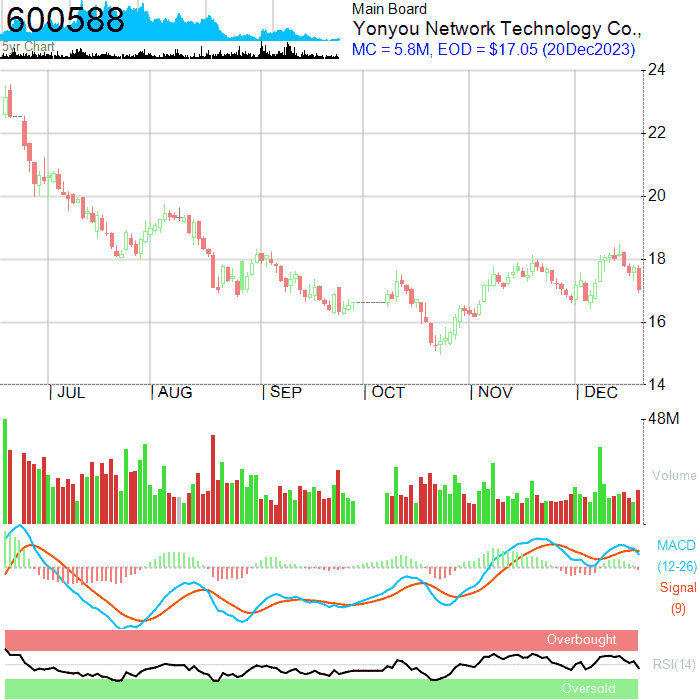 600588
5yr Chart
Main Board
Yonyou Network Technology Co.,
MC = 5.8M, EOD = $17.05 (20Dec2023)
24
22
20
18
16
14
JUL AUG SEP OCT NOV DEC
48M
Volume
MACD
(12-26)
Signal
(9)
Overbought
RSI(14)
Oversold